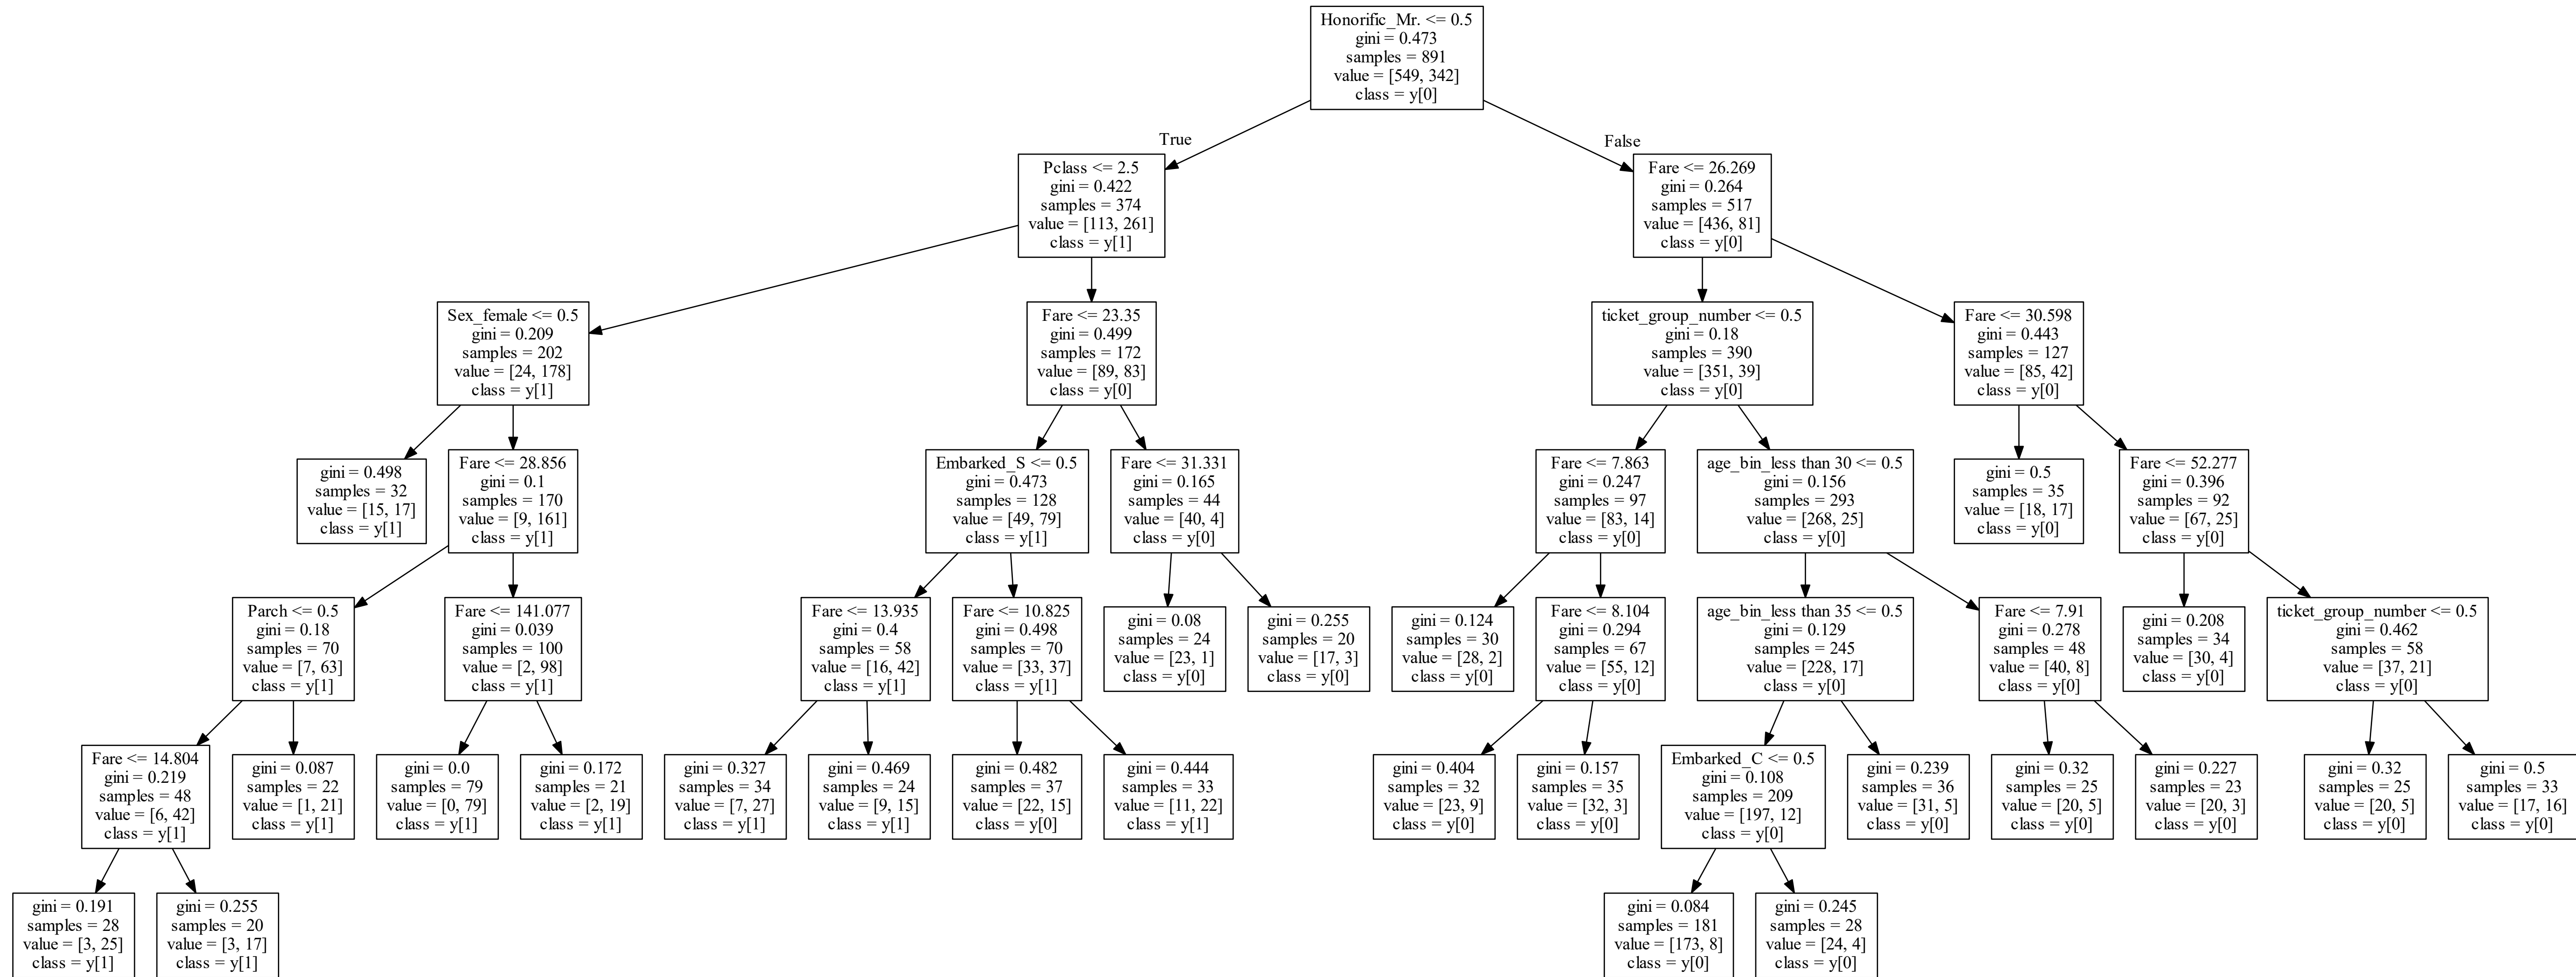 Honorific_Mr. <= 0.5
gini = 0.473
samples = 891
value = [549, 342]
class = y[0]
True
False
Pclass <= 2.5
gini = 0.422
samples = 374
value = [113, 261]
class = y[1]
Fare <= 26.269
gini = 0.264
samples = 517
value = [436, 81]
class = y[0]
Sex_female <= 0.5
gini = 0.209
samples = 202
value = [24, 178]
class = y[1]
Fare <= 23.35
gini = 0.499
samples = 172
value = [89, 83]
class = y[0]
ticket_group_number <= 0.5
gini = 0.18
samples = 390
value = [351, 39]
class = y[0]
Fare <= 30.598
gini = 0.443
samples = 127
value = [85, 42]
class = y[0]
gini = 0.498
samples = 32
value = [15, 17]
class = y[1]
Fare <= 28.856
gini = 0.1
samples = 170
value = [9, 161]
class = y[1]
Embarked_S <= 0.5
gini = 0.473
samples = 128
value = [49, 79]
class = y[1]
Fare <= 31.331
gini = 0.165
samples = 44
value = [40, 4]
class = y[0]
Fare <= 7.863
gini = 0.247
samples = 97
value = [83, 14]
class = y[0]
age_bin_less than 30 <= 0.5
gini = 0.156
samples = 293
value = [268, 25]
class = y[0]
gini = 0.5
samples = 35
value = [18, 17]
class = y[0]
Fare <= 52.277
gini = 0.396
samples = 92
value = [67, 25]
class = y[0]
Parch <= 0.5
gini = 0.18
samples = 70
value = [7, 63]
class = y[1]
Fare <= 141.077
gini = 0.039
samples = 100
value = [2, 98]
class = y[1]
Fare <= 13.935
gini = 0.4
samples = 58
value = [16, 42]
class = y[1]
Fare <= 10.825
gini = 0.498
samples = 70
value = [33, 37]
class = y[1]
gini = 0.08
samples = 24
value = [23, 1]
class = y[0]
gini = 0.255
samples = 20
value = [17, 3]
class = y[0]
gini = 0.124
samples = 30
value = [28, 2]
class = y[0]
Fare <= 8.104
gini = 0.294
samples = 67
value = [55, 12]
class = y[0]
age_bin_less than 35 <= 0.5
gini = 0.129
samples = 245
value = [228, 17]
class = y[0]
Fare <= 7.91
gini = 0.278
samples = 48
value = [40, 8]
class = y[0]
gini = 0.208
samples = 34
value = [30, 4]
class = y[0]
ticket_group_number <= 0.5
gini = 0.462
samples = 58
value = [37, 21]
class = y[0]
Fare <= 14.804
gini = 0.219
samples = 48
value = [6, 42]
class = y[1]
gini = 0.087
samples = 22
value = [1, 21]
class = y[1]
gini = 0.0
samples = 79
value = [0, 79]
class = y[1]
gini = 0.172
samples = 21
value = [2, 19]
class = y[1]
gini = 0.327
samples = 34
value = [7, 27]
class = y[1]
gini = 0.469
samples = 24
value = [9, 15]
class = y[1]
gini = 0.482
samples = 37
value = [22, 15]
class = y[0]
gini = 0.444
samples = 33
value = [11, 22]
class = y[1]
gini = 0.404
samples = 32
value = [23, 9]
class = y[0]
gini = 0.157
samples = 35
value = [32, 3]
class = y[0]
Embarked_C <= 0.5
gini = 0.108
samples = 209
value = [197, 12]
class = y[0]
gini = 0.239
samples = 36
value = [31, 5]
class = y[0]
gini = 0.32
samples = 25
value = [20, 5]
class = y[0]
gini = 0.227
samples = 23
value = [20, 3]
class = y[0]
gini = 0.32
samples = 25
value = [20, 5]
class = y[0]
gini = 0.5
samples = 33
value = [17, 16]
class = y[0]
gini = 0.191
samples = 28
value = [3, 25]
class = y[1]
gini = 0.255
samples = 20
value = [3, 17]
class = y[1]
gini = 0.084
samples = 181
value = [173, 8]
class = y[0]
gini = 0.245
samples = 28
value = [24, 4]
class = y[0]